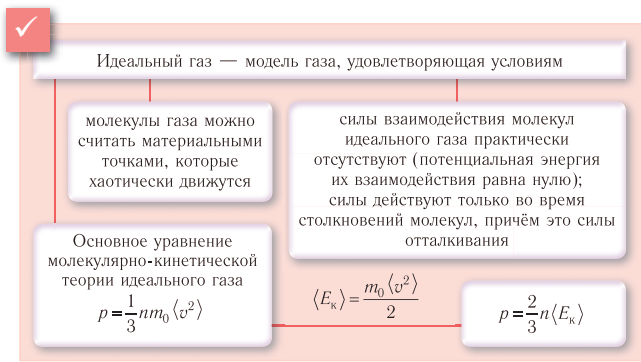 Идеальный газ — модель газа, удовлетворяющая условиям
молекулы газа можно
считать материальными
точками, которые
хаотически движутся
силы взаимодействия молекул
идеального газа практически
отсутствуют (потенциальная энергия
их взаимодействия равна нулю);
силы действуют только во время
столкновений молекул, причём это силы
отталкивания
Основное уравнение
молекулярно-кинетической
теории идеального газа
p = 1/3 nm₀⟨v²⟩
⟨Eₖ⟩ = m₀⟨v²⟩/2
p = 2/3 n⟨Eₖ⟩